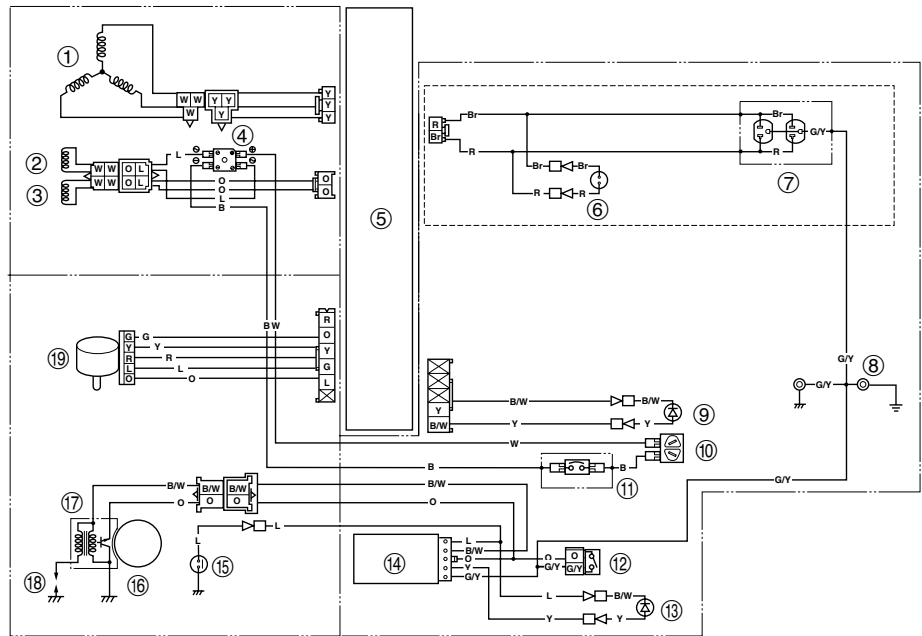 ①
W W Y Y Y
W Y Y
Y
④
② L ⊖ ⊕
W W O L ⊖ ⊖
W W O L O O
③ O O
L
B
⑤
R Br Br
Br G/Y
R R
Br Br
R R
⑥ ⑦
B W
G/Y
G/Y ⑧
R
G G O
Y Y Y
R R G
L L L
O O
⑲
B/W B/W ⑨
Y Y Y
B/W
W ⑩
B B
⑪
B/W B/W B/W B/W
O O O O
G/Y
⑰
L
L
⑮
⑱ ⑯
⑭
L
B/W
O O O ⑫
Y G/Y G/Y
G/Y
L B/W ⑬
Y Y